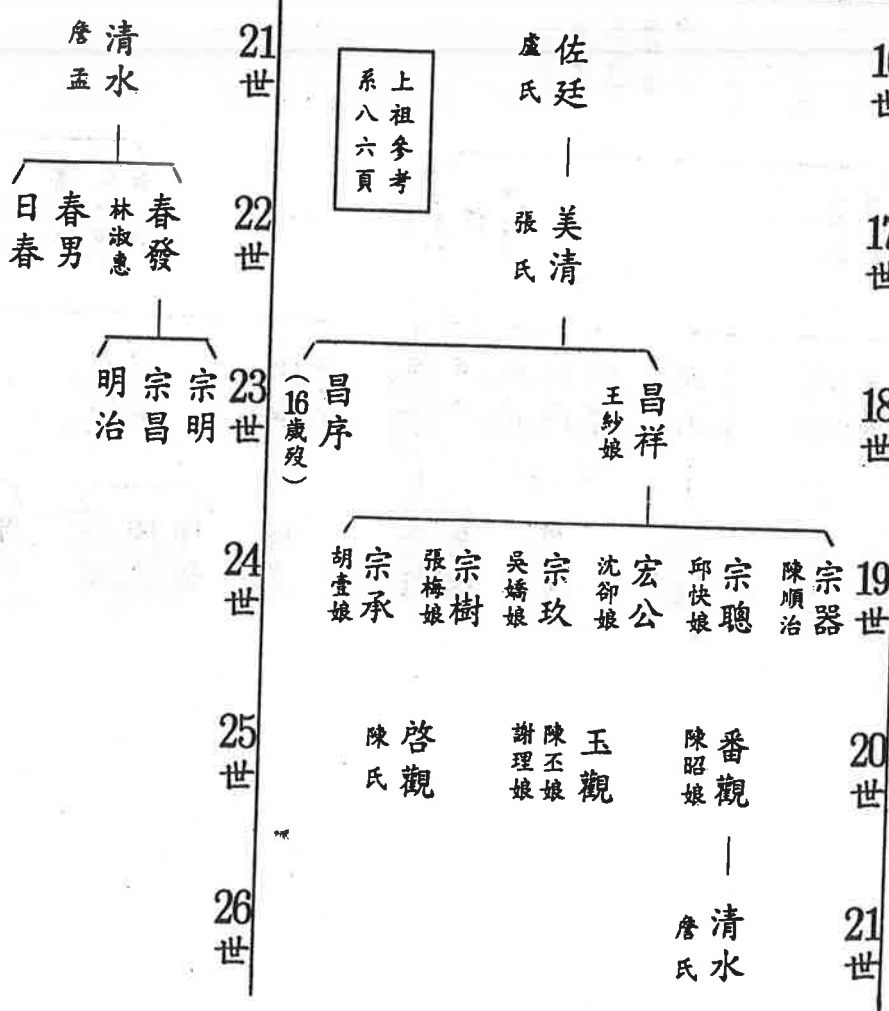 16世
佐廷
盧氏
上祖參考
系八六頁
17世
美清
張氏
18世
昌祥
王紗娘
昌序
（16歲歿）
19世
宗器
陳順治
宗聰
邱快娘
宏公
沈卻娘
宗玖
吳嬌娘
宗樹
張梅娘
宗承
胡壹娘
20世
番觀
陳昭娘
玉觀
陳丕娘
謝理娘
啓觀
陳氏
21世
清水
詹氏
21世
清水
詹孟
22世
春發
林淑惠
春男
日春
23世
宗明
宗昌
明治
24世
25世
26世